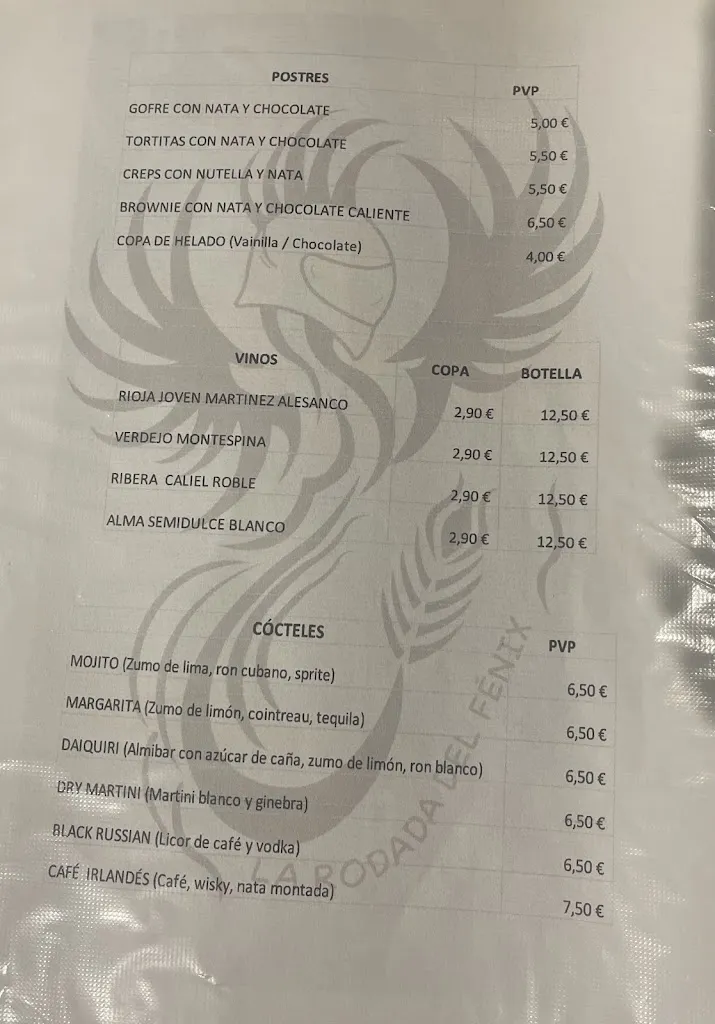 POSTRES PVP
GOFRE CON NATA Y CHOCOLATE 5,00 €
TORTITAS CON NATA Y CHOCOLATE 5,50 €
CREPS CON NUTELLA Y NATA 5,50 €
BROWNIE CON NATA Y CHOCOLATE CALIENTE 6,50 €
COPA DE HELADO (Vainilla / Chocolate) 4,00 €
VINOS COPA BOTELLA
RIOJA JOVEN MARTINEZ ALESANCO 2,90 € 12,50 €
VERDEJO MONTESPINA 2,90 € 12,50 €
RIBERA CALIEL ROBLE 2,90 € 12,50 €
ALMA SEMIDULCE BLANCO 2,90 € 12,50 €
CÓCTELES PVP
MOJITO (Zumo de lima, ron cubano, sprite) 6,50 €
MARGARITA (Zumo de limón, cointreau, tequila) 6,50 €
DAIQUIRI (Almibar con azúcar de caña, zumo de limón, ron blanco) 6,50 €
DRY MARTINI (Martini blanco y ginebra) 6,50 €
BLACK RUSSIAN (Licor de café y vodka) 6,50 €
CAFÉ IRLANDÉS (Café, wisky, nata montada) 7,50 €
LA RODADA DEL FÉNIX